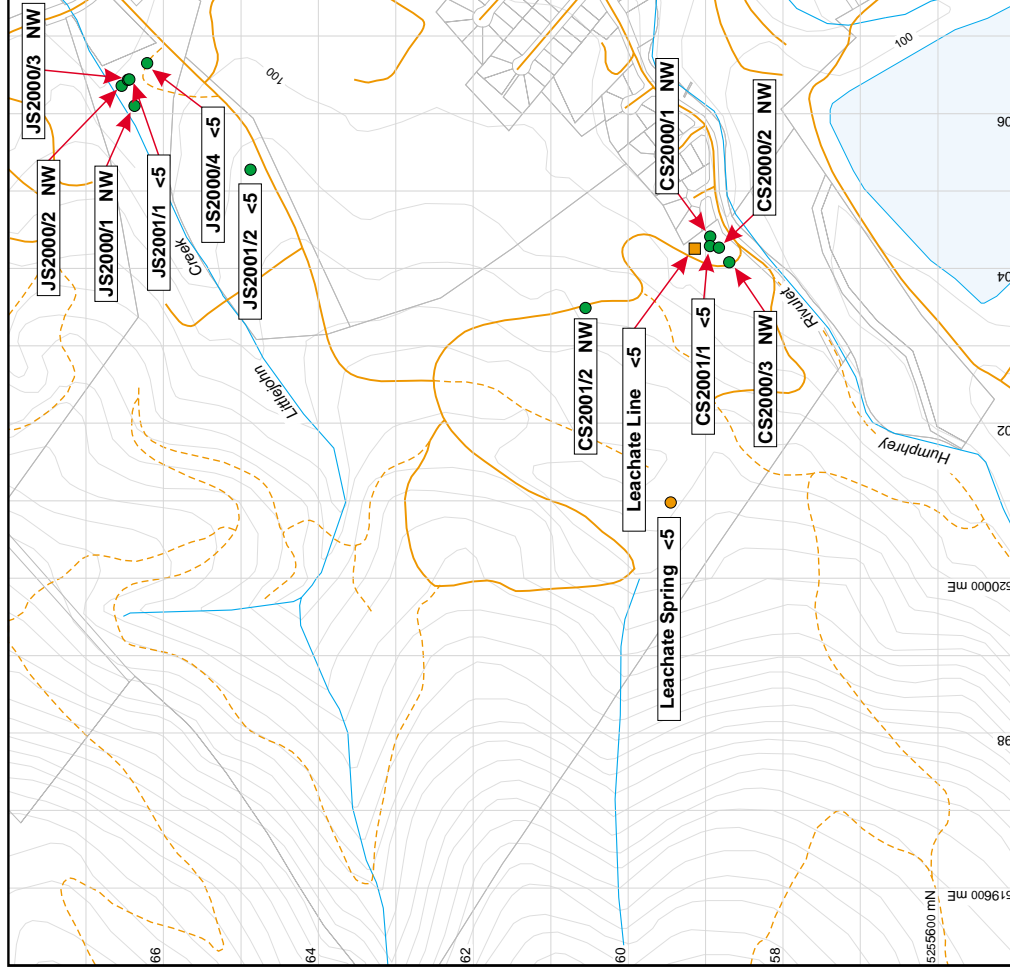 JS2000/3 NW
JS2000/2 NW
JS2000/1 NW
JS2001/1 <5
JS2000/4 <5
JS2001/2 <5
100
Creek
Littlejohn
CS2000/1 NW
CS2000/2 NW
CS2001/2 NW
Leachate Line <5
CS2001/1 <5
CS2000/3 NW
Leachate Spring <5
Rivulet
Humphrey
100
06
04
02
520000 mE
98
519600 mE
5255600 mN
66
64
62
60
58